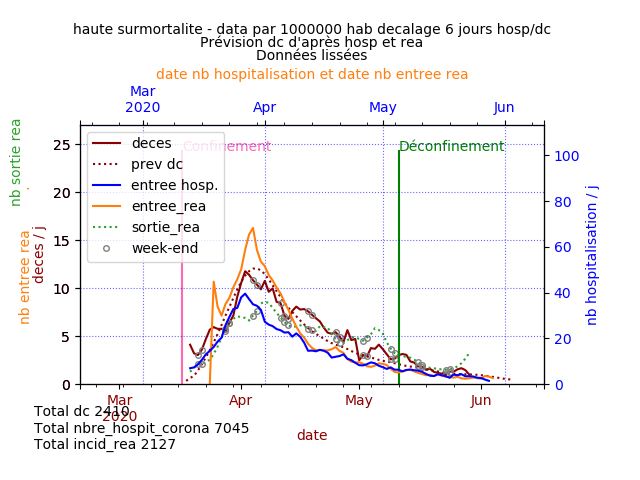 haute surmortalite - data par 1000000 hab decalage 6 jours hosp/dc
Prévision dc d'après hosp et rea
Données lissées
date nb hospitalisation et date nb entree rea
Mar
2020
Apr
May
Jun
nb sortie rea
.
nb entree rea
deces / j
25
20
15
10
5
0
deces
prev dc
entree hosp.
entree_rea
sortie_rea
week-end
Confinement
Déconfinement
100
80
60
40
20
0
nb hospitalisation / j
Mar
2020
Apr
May
Jun
date
Total dc 2410
Total nbre_hospit_corona 7045
Total incid_rea 2127